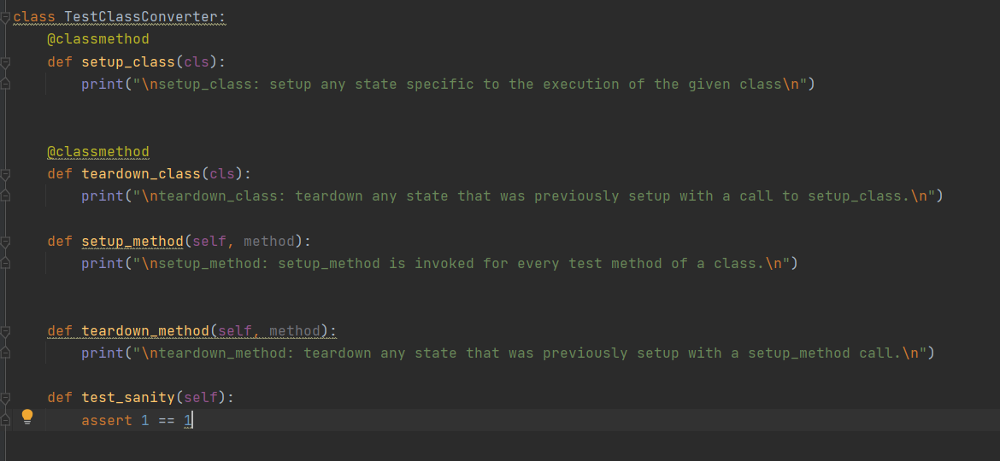 class TestClassConverter:
    @classmethod
    def setup_class(cls):
        print("\nsetup_class: setup any state specific to the execution of the given class\n")
    @classmethod
    def teardown_class(cls):
        print("\nteardown_class: teardown any state that was previously setup with a call to setup_class.\n")
    def setup_method(self, method):
        print("\nsetup_method: setup_method is invoked for every test method of a class.\n")
    def teardown_method(self, method):
        print("\nteardown_method: teardown any state that was previously setup with a setup_method call.\n")
    def test_sanity(self):
        assert 1 == 1